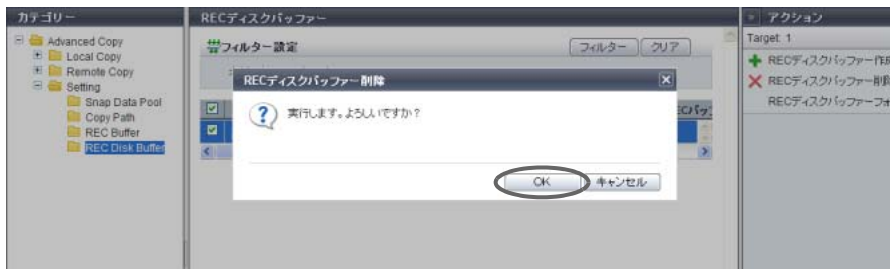 カテゴリー
Advanced Copy
Local Copy
Remote Copy
Setting
Snap Data Pool
Copy Path
REC Buffer
REC Disk Buffer
RECディスクバッファー
フィルター設定
フィルター
クリア
RECディスクバッファー削除
実行します。よろしいですか？
OK
キャンセル
アクション
Target: 1
RECディスクバッファー作成
RECディスクバッファー削
RECディスクバッファーフォ